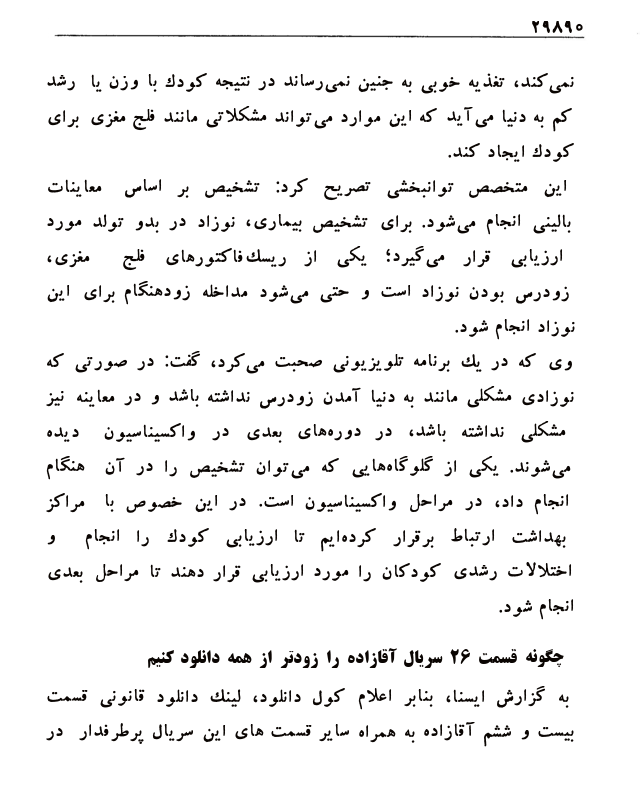 ۲۹۸۹۰
نمی‌کند، تغذیه خوبی به جنین نمی‌رساند در نتیجه کودك با وزن یا رشد
کم به دنیا می‌آید که این موارد می‌تواند مشکلاتی مانند فلج مغزی برای
کودك ایجاد کند.
این متخصص توانبخشی تصریح کرد: تشخیص بر اساس معاینات
بالینی انجام می‌شود. برای تشخیص بیماری، نوزاد در بدو تولد مورد
ارزیابی قرار می‌گیرد؛ یکی از ریسك‌فاکتورهای فلج مغزی،
زودرس بودن نوزاد است و حتی می‌شود مداخله زودهنگام برای این
نوزاد انجام شود.
وی که در یك برنامه تلویزیونی صحبت می‌کرد، گفت: در صورتی که
نوزادی مشکلی مانند به دنیا آمدن زودرس نداشته باشد و در معاینه نیز
مشکلی نداشته باشد، در دوره‌های بعدی در واکسیناسیون دیده
می‌شوند. یکی از گلوگاه‌هایی که می‌توان تشخیص را در آن هنگام
انجام داد، در مراحل واکسیناسیون است. در این خصوص با مراکز
بهداشت ارتباط برقرار کرده‌ایم تا ارزیابی کودك را انجام و
اختلالات رشدی کودکان را مورد ارزیابی قرار دهند تا مراحل بعدی
انجام شود.
چگونه قسمت ۲۶ سریال آقازاده را زودتر از همه دانلود کنیم
به گزارش ایسنا، بنابر اعلام کول دانلود، لینك دانلود قانونی قسمت
بیست و ششم آقازاده به همراه سایر قسمت های این سریال پرطرفدار در